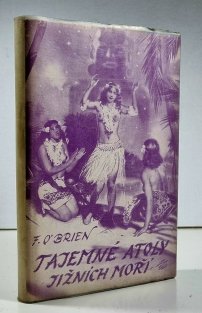 F. O'BRIEN
TAJEMNÉ ATOLY
JIŽNÍCH MOŘÍ